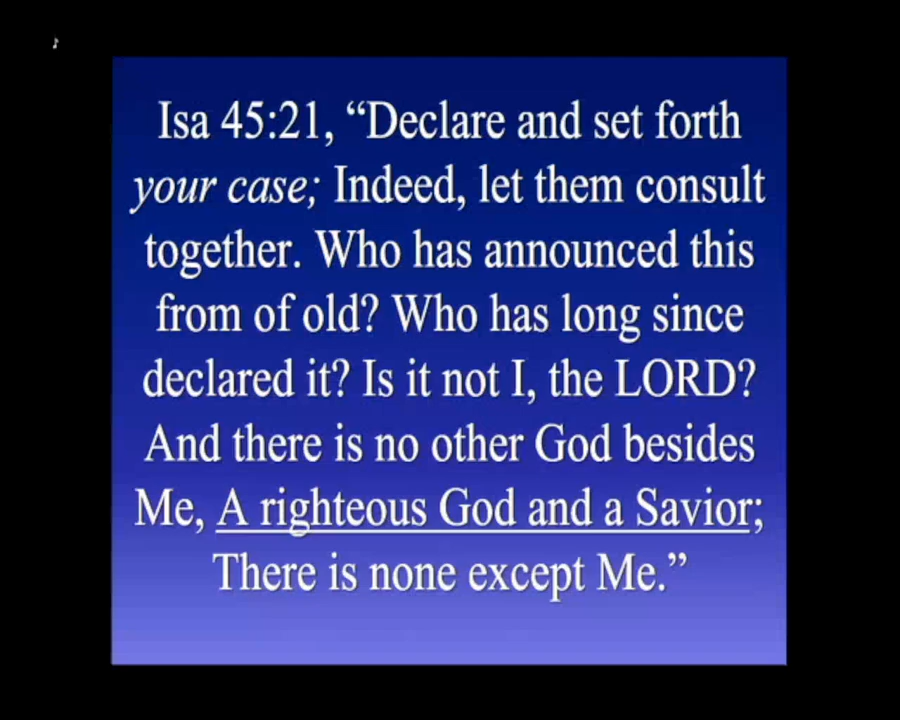 Isa 45:21, “Declare and set forth
your case; Indeed, let them consult
together. Who has announced this
from of old? Who has long since
declared it? Is it not I, the LORD?
And there is no other God besides
Me, A righteous God and a Savior;
There is none except Me.”